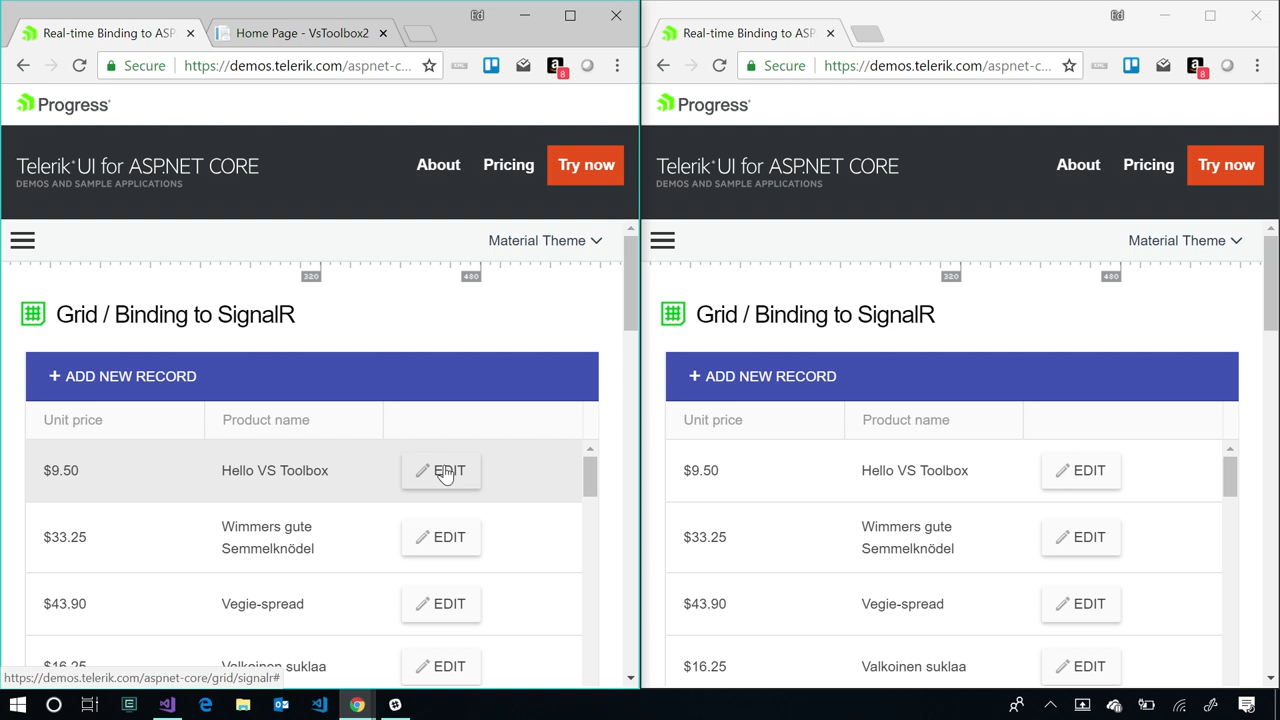 Real-time Binding to ASP
Home Page - VsToolbox2
Secure
https://demos.telerik.com/aspnet-c...
8
Progress
Telerik UI for ASP.NET CORE
DEMOS AND SAMPLE APPLICATIONS
About
Pricing
Try now
Material Theme
320
480
Grid / Binding to SignalR
+ ADD NEW RECORD
Unit price
Product name
$9.50
Hello VS Toolbox
EDIT
$33.25
Wimmers gute
Semmelknödel
EDIT
$43.90
Vegie-spread
EDIT
$16.25
Valkoinen suklaa
EDIT
https://demos.telerik.com/aspnet-core/grid/signalr#
Real-time Binding to ASP
Secure
https://demos.telerik.com/aspnet-c...
8
Progress
Telerik UI for ASP.NET CORE
DEMOS AND SAMPLE APPLICATIONS
About
Pricing
Try now
Material Theme
320
480
Grid / Binding to SignalR
+ ADD NEW RECORD
Unit price
Product name
$9.50
Hello VS Toolbox
EDIT
$33.25
Wimmers gute
Semmelknödel
EDIT
$43.90
Vegie-spread
EDIT
$16.25
Valkoinen suklaa
EDIT